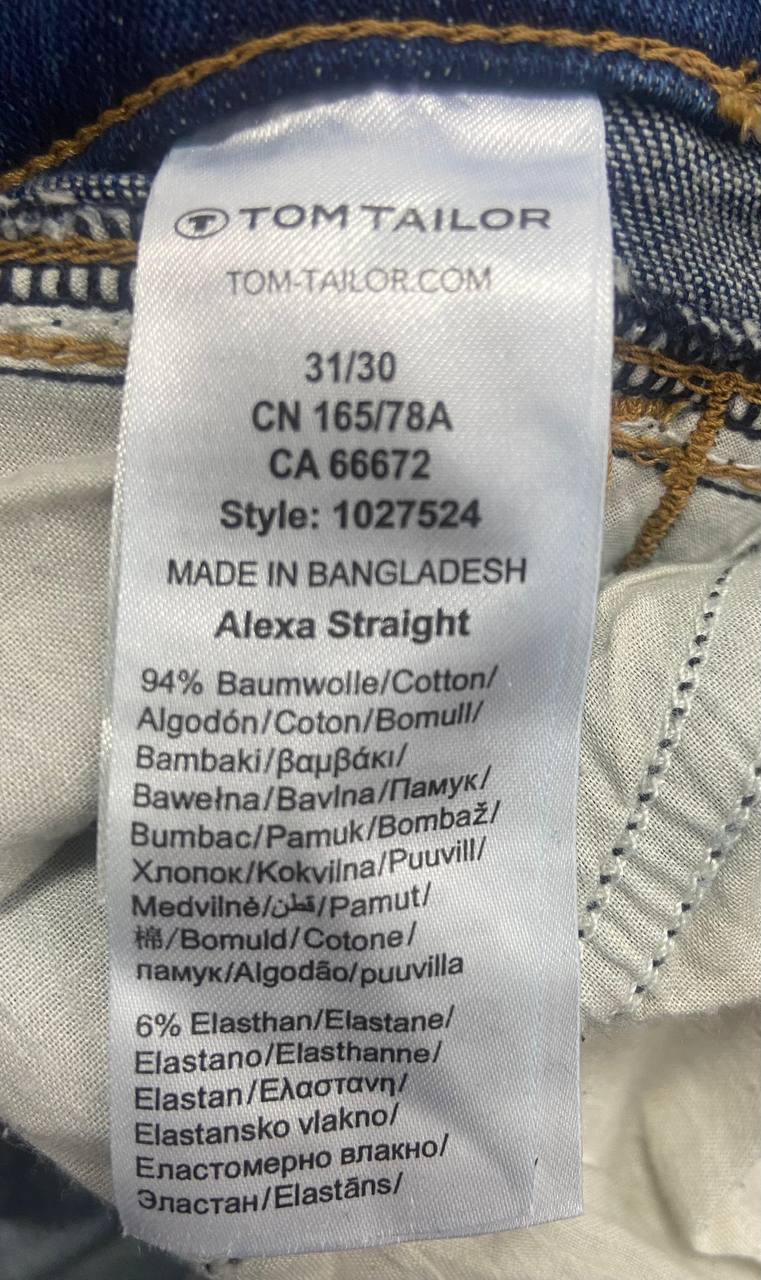 TOM TAILOR
TOM-TAILOR.COM
31/30
CN 165/78A
CA 66672
Style: 1027524
MADE IN BANGLADESH
Alexa Straight
94% Baumwolle/Cotton/
Algodón/Coton/Bomull/
Bambaki/βαμβάκι/
Bawełna/Bavlna/Памук/
Bumbac/Pamuk/Bombaž/
Хлопок/Kokvilna/Puuvill/
Medvilnė/قطن/Pamut/
棉/Bomuld/Cotone/
памук/Algodão/puuvilla
6% Elasthan/Elastane/
Elastano/Elasthanne/
Elastan/Ελαστανη/
Elastansko vlakno/
Еластомерно влакно/
Эластан/Elastāns/